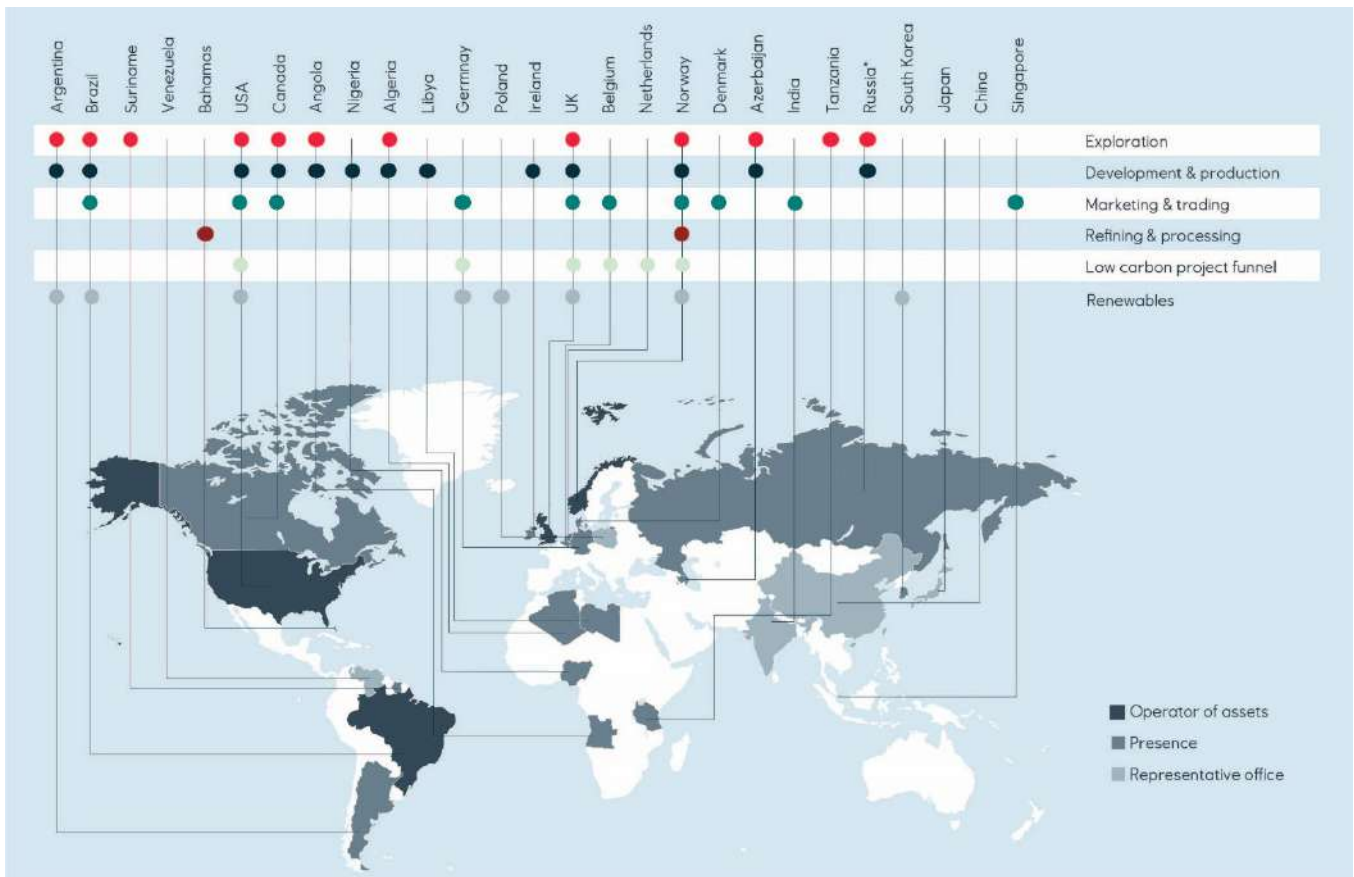 Argentina
Brazil
Suriname
Venezuela
Bahamas
USA
Canada
Angola
Nigeria
Algeria
Libya
Germnay
Poland
Ireland
UK
Belgium
Netherlands
Norway
Denmark
Azerbaijan
India
Tanzania
Russia*
South Korea
Japan
China
Singapore
Exploration
Development & production
Marketing & trading
Refining & processing
Low carbon project funnel
Renewables
Operator of assets
Presence
Representative office